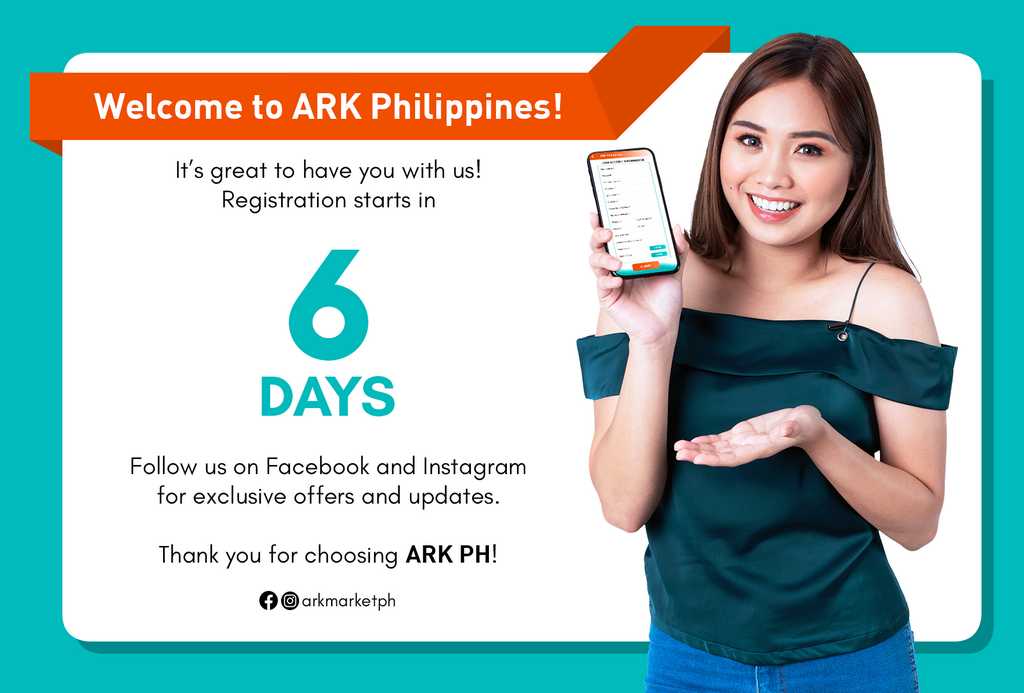 Welcome to ARK Philippines!
It's great to have you with us!
Registration starts in
6
DAYS
Follow us on Facebook and Instagram
for exclusive offers and updates.
Thank you for choosing ARK PH!
arkmarketph